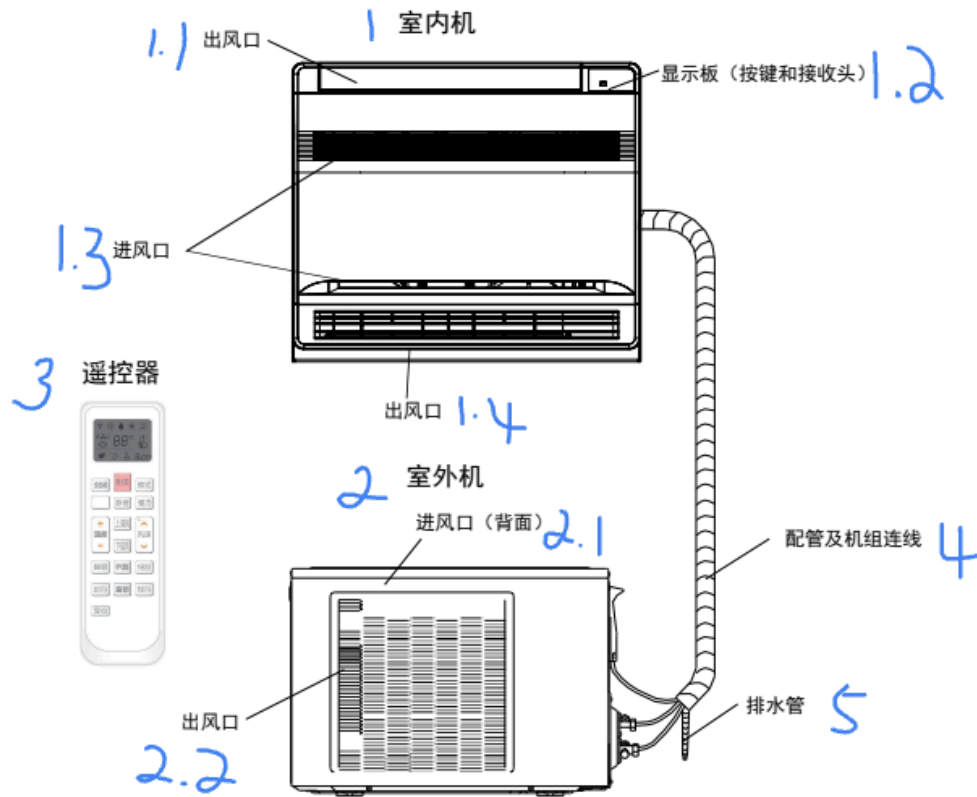 1 室内机
1.1 出风口
显示板（按键和接收头） 1.2
1.3 进风口
3 遥控器
出风口 1.4
2 室外机
进风口（背面） 2.1
配管及机组连线 4
出风口
2.2
排水管 5